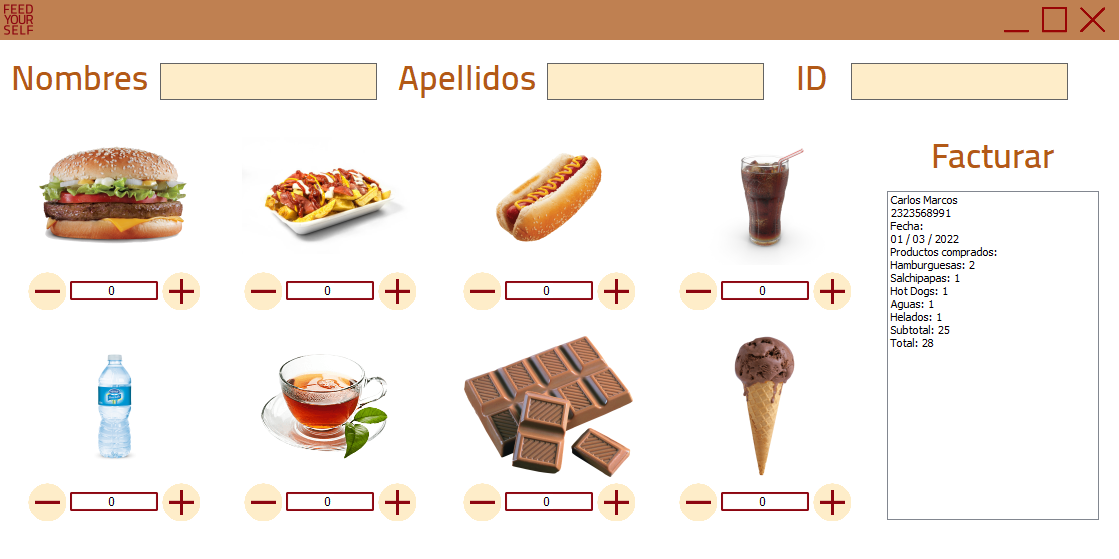 FEED
YOUR
SELF
Nombres
Apellidos
ID
Facturar
Carlos Marcos
2323568991
Fecha:
01 / 03 / 2022
Productos comprados:
Hamburguesas: 2
Salchipapas: 1
Hot Dogs: 1
Aguas: 1
Helados: 1
Subtotal: 25
Total: 28
0
0
0
0
0
0
0
0